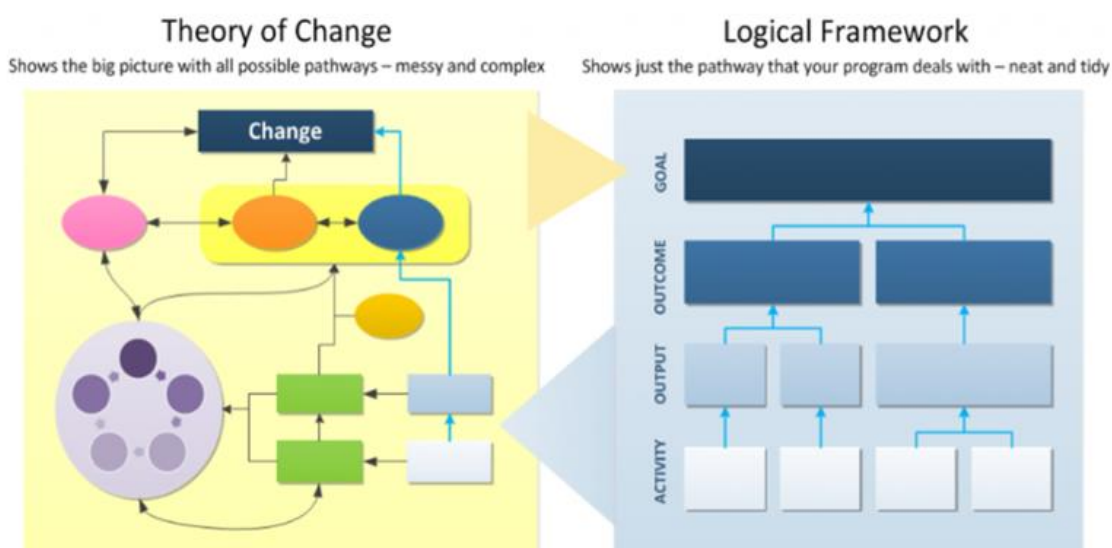 Theory of Change
Shows the big picture with all possible pathways – messy and complex
Change
Logical Framework
Shows just the pathway that your program deals with – neat and tidy
GOAL
OUTCOME
OUTPUT
ACTIVITY